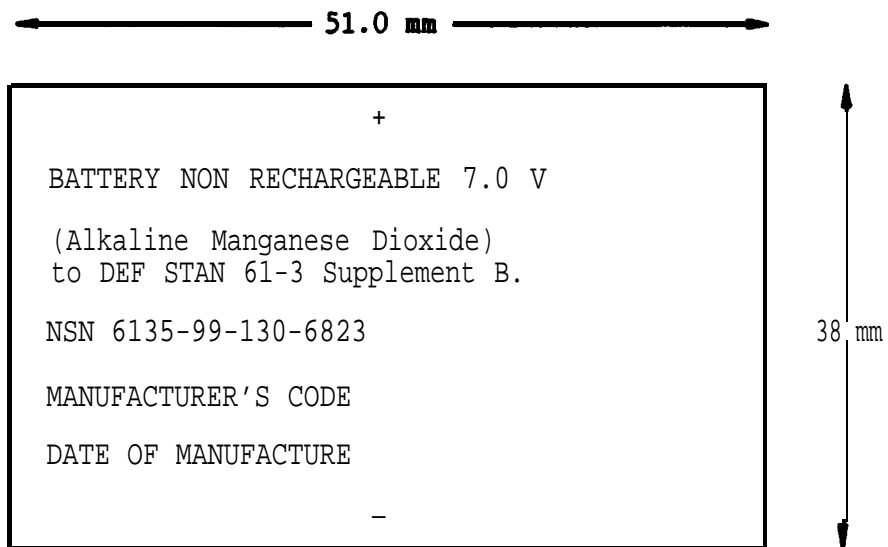 51.0 mm
+
BATTERY NON RECHARGEABLE 7.0 V
(Alkaline Manganese Dioxide)
to DEF STAN 61-3 Supplement B.
NSN 6135-99-130-6823
38 mm
MANUFACTURER'S CODE
DATE OF MANUFACTURE
–